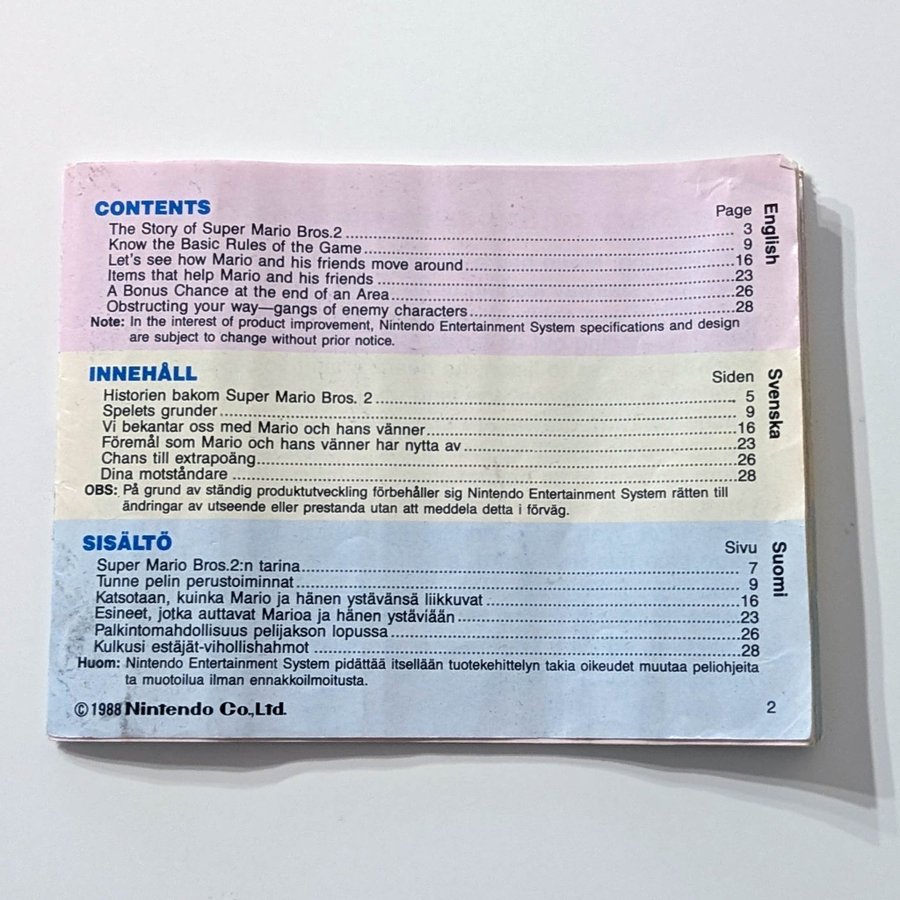 CONTENTS Page
The Story of Super Mario Bros.2 3
Know the Basic Rules of the Game 9
Let's see how Mario and his friends move around 16
Items that help Mario and his friends 23
A Bonus Chance at the end of an Area 26
Obstructing your way—gangs of enemy characters 28
Note: In the interest of product improvement, Nintendo Entertainment System specifications and design
are subject to change without prior notice.
English
INNEHÅLL Siden
Historien bakom Super Mario Bros. 2 5
Spelets grunder 9
Vi bekantar oss med Mario och hans vänner 16
Föremål som Mario och hans vänner har nytta av 23
Chans till extrapoäng 26
Dina motståndare 28
OBS: På grund av ständig produktutveckling förbehåller sig Nintendo Entertainment System rätten till
ändringar av utseende eller prestanda utan att meddela detta i förväg.
Svenska
SISÄLTÖ Sivu
Super Mario Bros.2:n tarina 7
Tunne pelin perustoiminnat 9
Katsotaan, kuinka Mario ja hänen ystävänsä liikkuvat 16
Esineet, jotka auttavat Marioa ja hänen ystäviään 23
Palkintomahdollisuus pelijakson lopussa 26
Kulkusi estäjät-vihollishahmot 28
Huom: Nintendo Entertainment System pidättää itsellään tuotekehittelyn takia oikeudet muutaa peliohjeita
ta muotoilua ilman ennakkoilmoitusta.
Suomi
©1988 Nintendo Co.,Ltd. 2